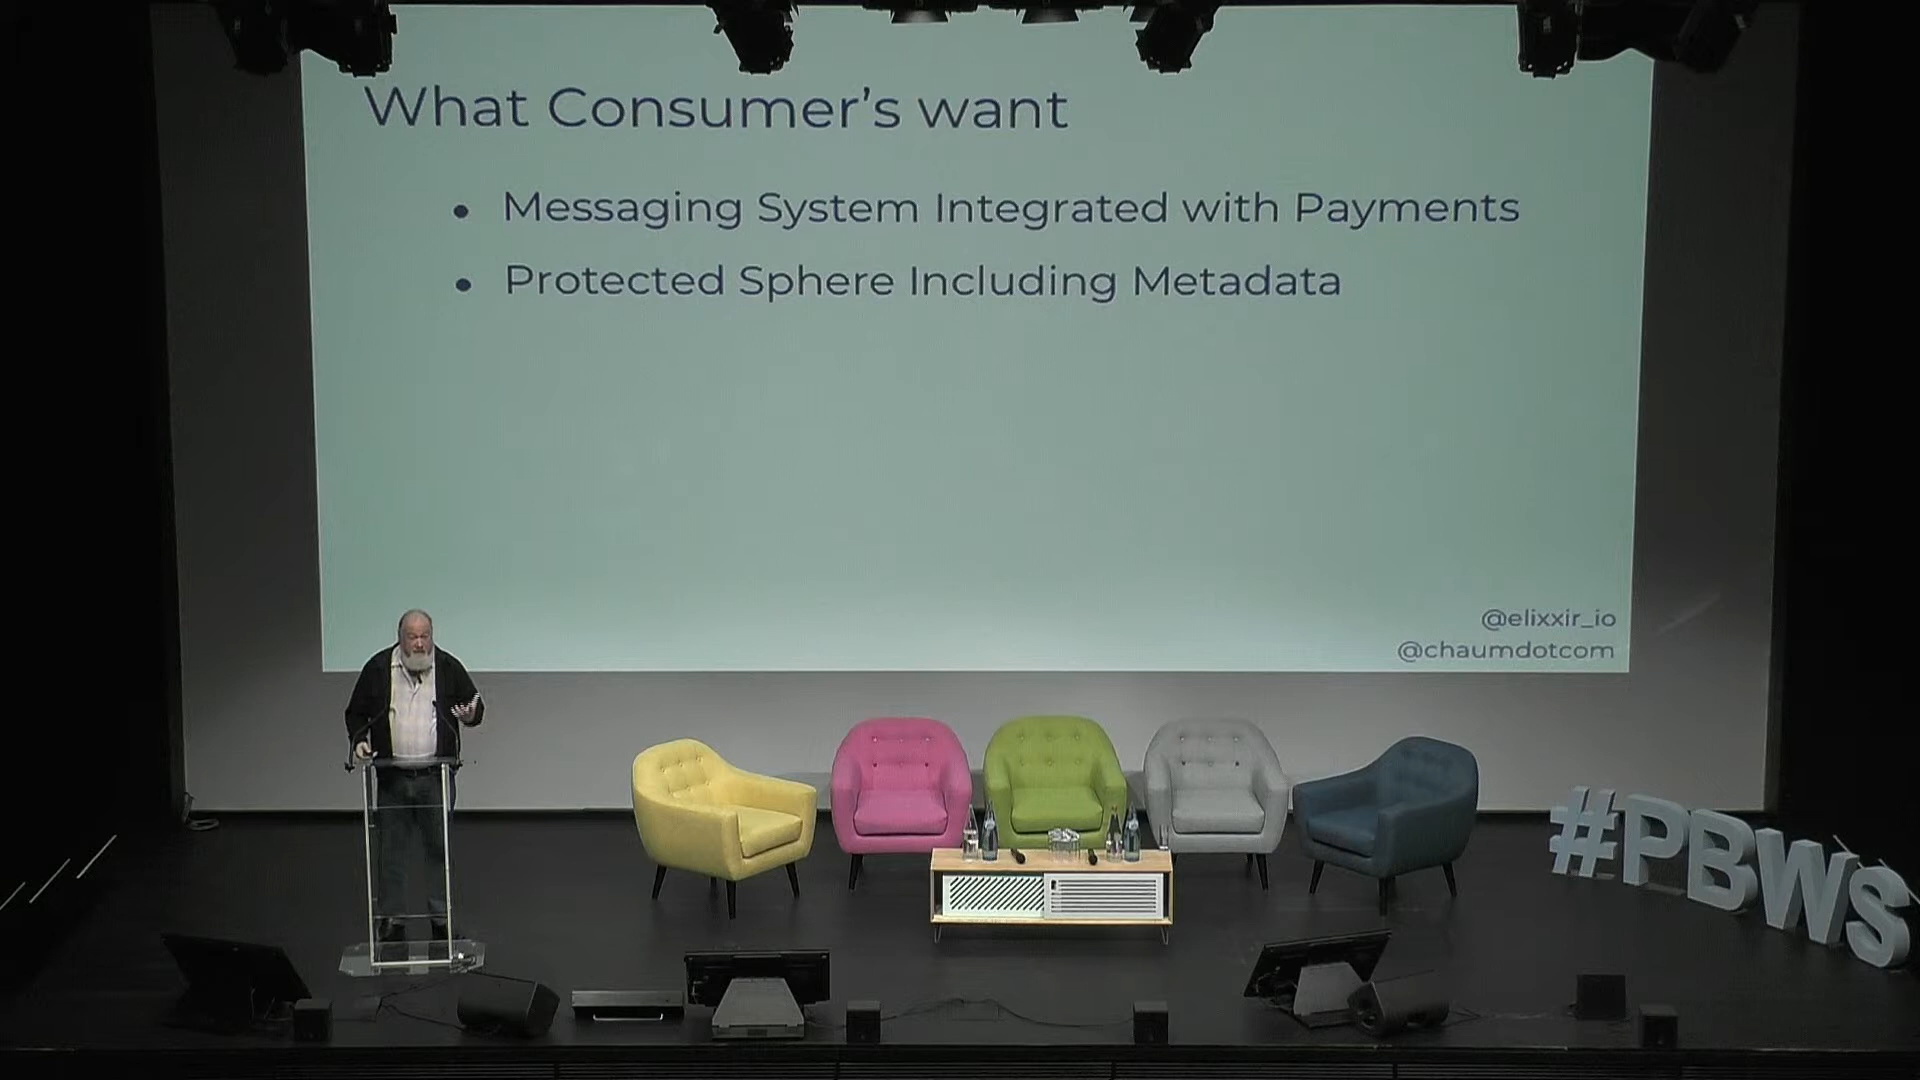 What Consumer's want
• Messaging System Integrated with Payments
• Protected Sphere Including Metadata
@elixxir_io
@chaumdotcom
#PBWS